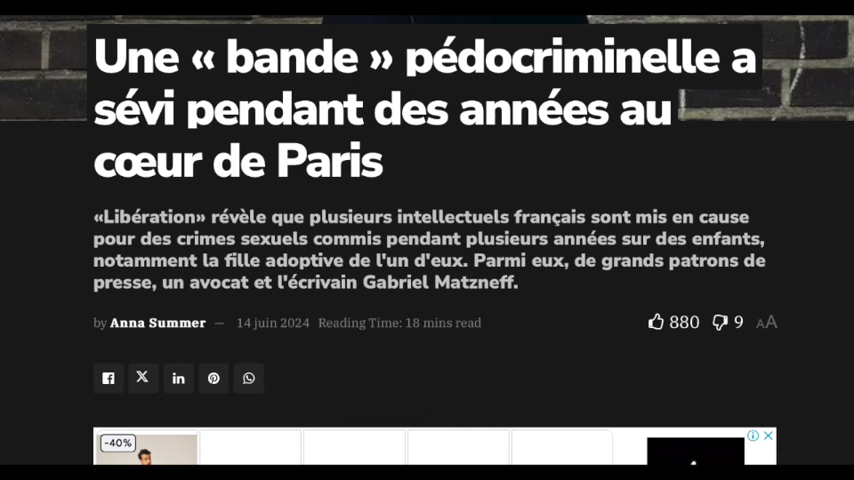 Une « bande » pédocriminelle a
sévi pendant des années au
cœur de Paris
«Libération» révèle que plusieurs intellectuels français sont mis en cause
pour des crimes sexuels commis pendant plusieurs années sur des enfants,
notamment la fille adoptive de l'un d'eux. Parmi eux, de grands patrons de
presse, un avocat et l'écrivain Gabriel Matzneff.
by Anna Summer — 14 juin 2024 Reading Time: 18 mins read
880 9 AA
-40%